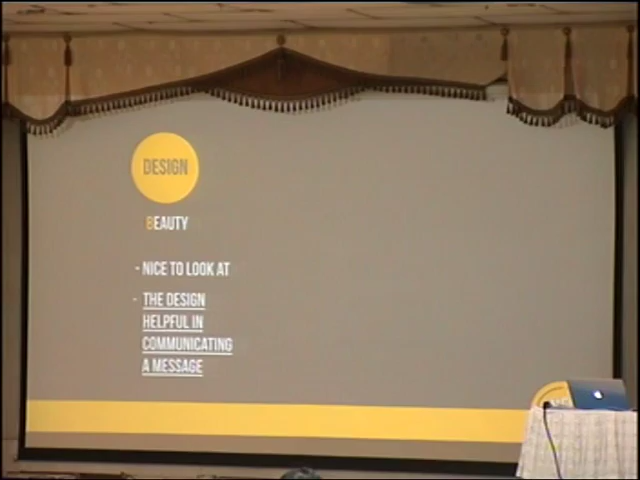 DESIGN
BEAUTY
- NICE TO LOOK AT
- THE DESIGN
HELPFUL IN
COMMUNICATING
A MESSAGE